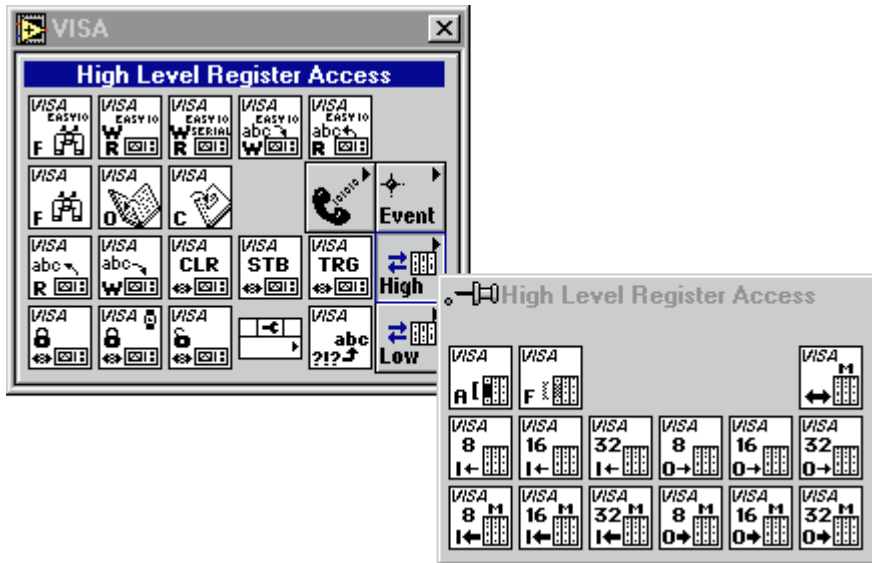 VISA
High Level Register Access
VISA VISA VISA VISA VISA
EASY IO EASY IO EASY IO EASY IO EASY IO
F W R W SERIAL R abc W abc R
VISA VISA VISA
F O C
01010
Event
VISA VISA VISA VISA VISA
abc abc CLR STB TRG
R W
High
VISA VISA VISA VISA
abc
?!?
Low
High Level Register Access
VISA VISA VISA
M
A F
VISA VISA VISA VISA VISA VISA
8 16 32 8 16 32
I I I O O O
VISA VISA VISA VISA VISA VISA
8 M 16 M 32 M 8 M 16 M 32 M
I I I O O O